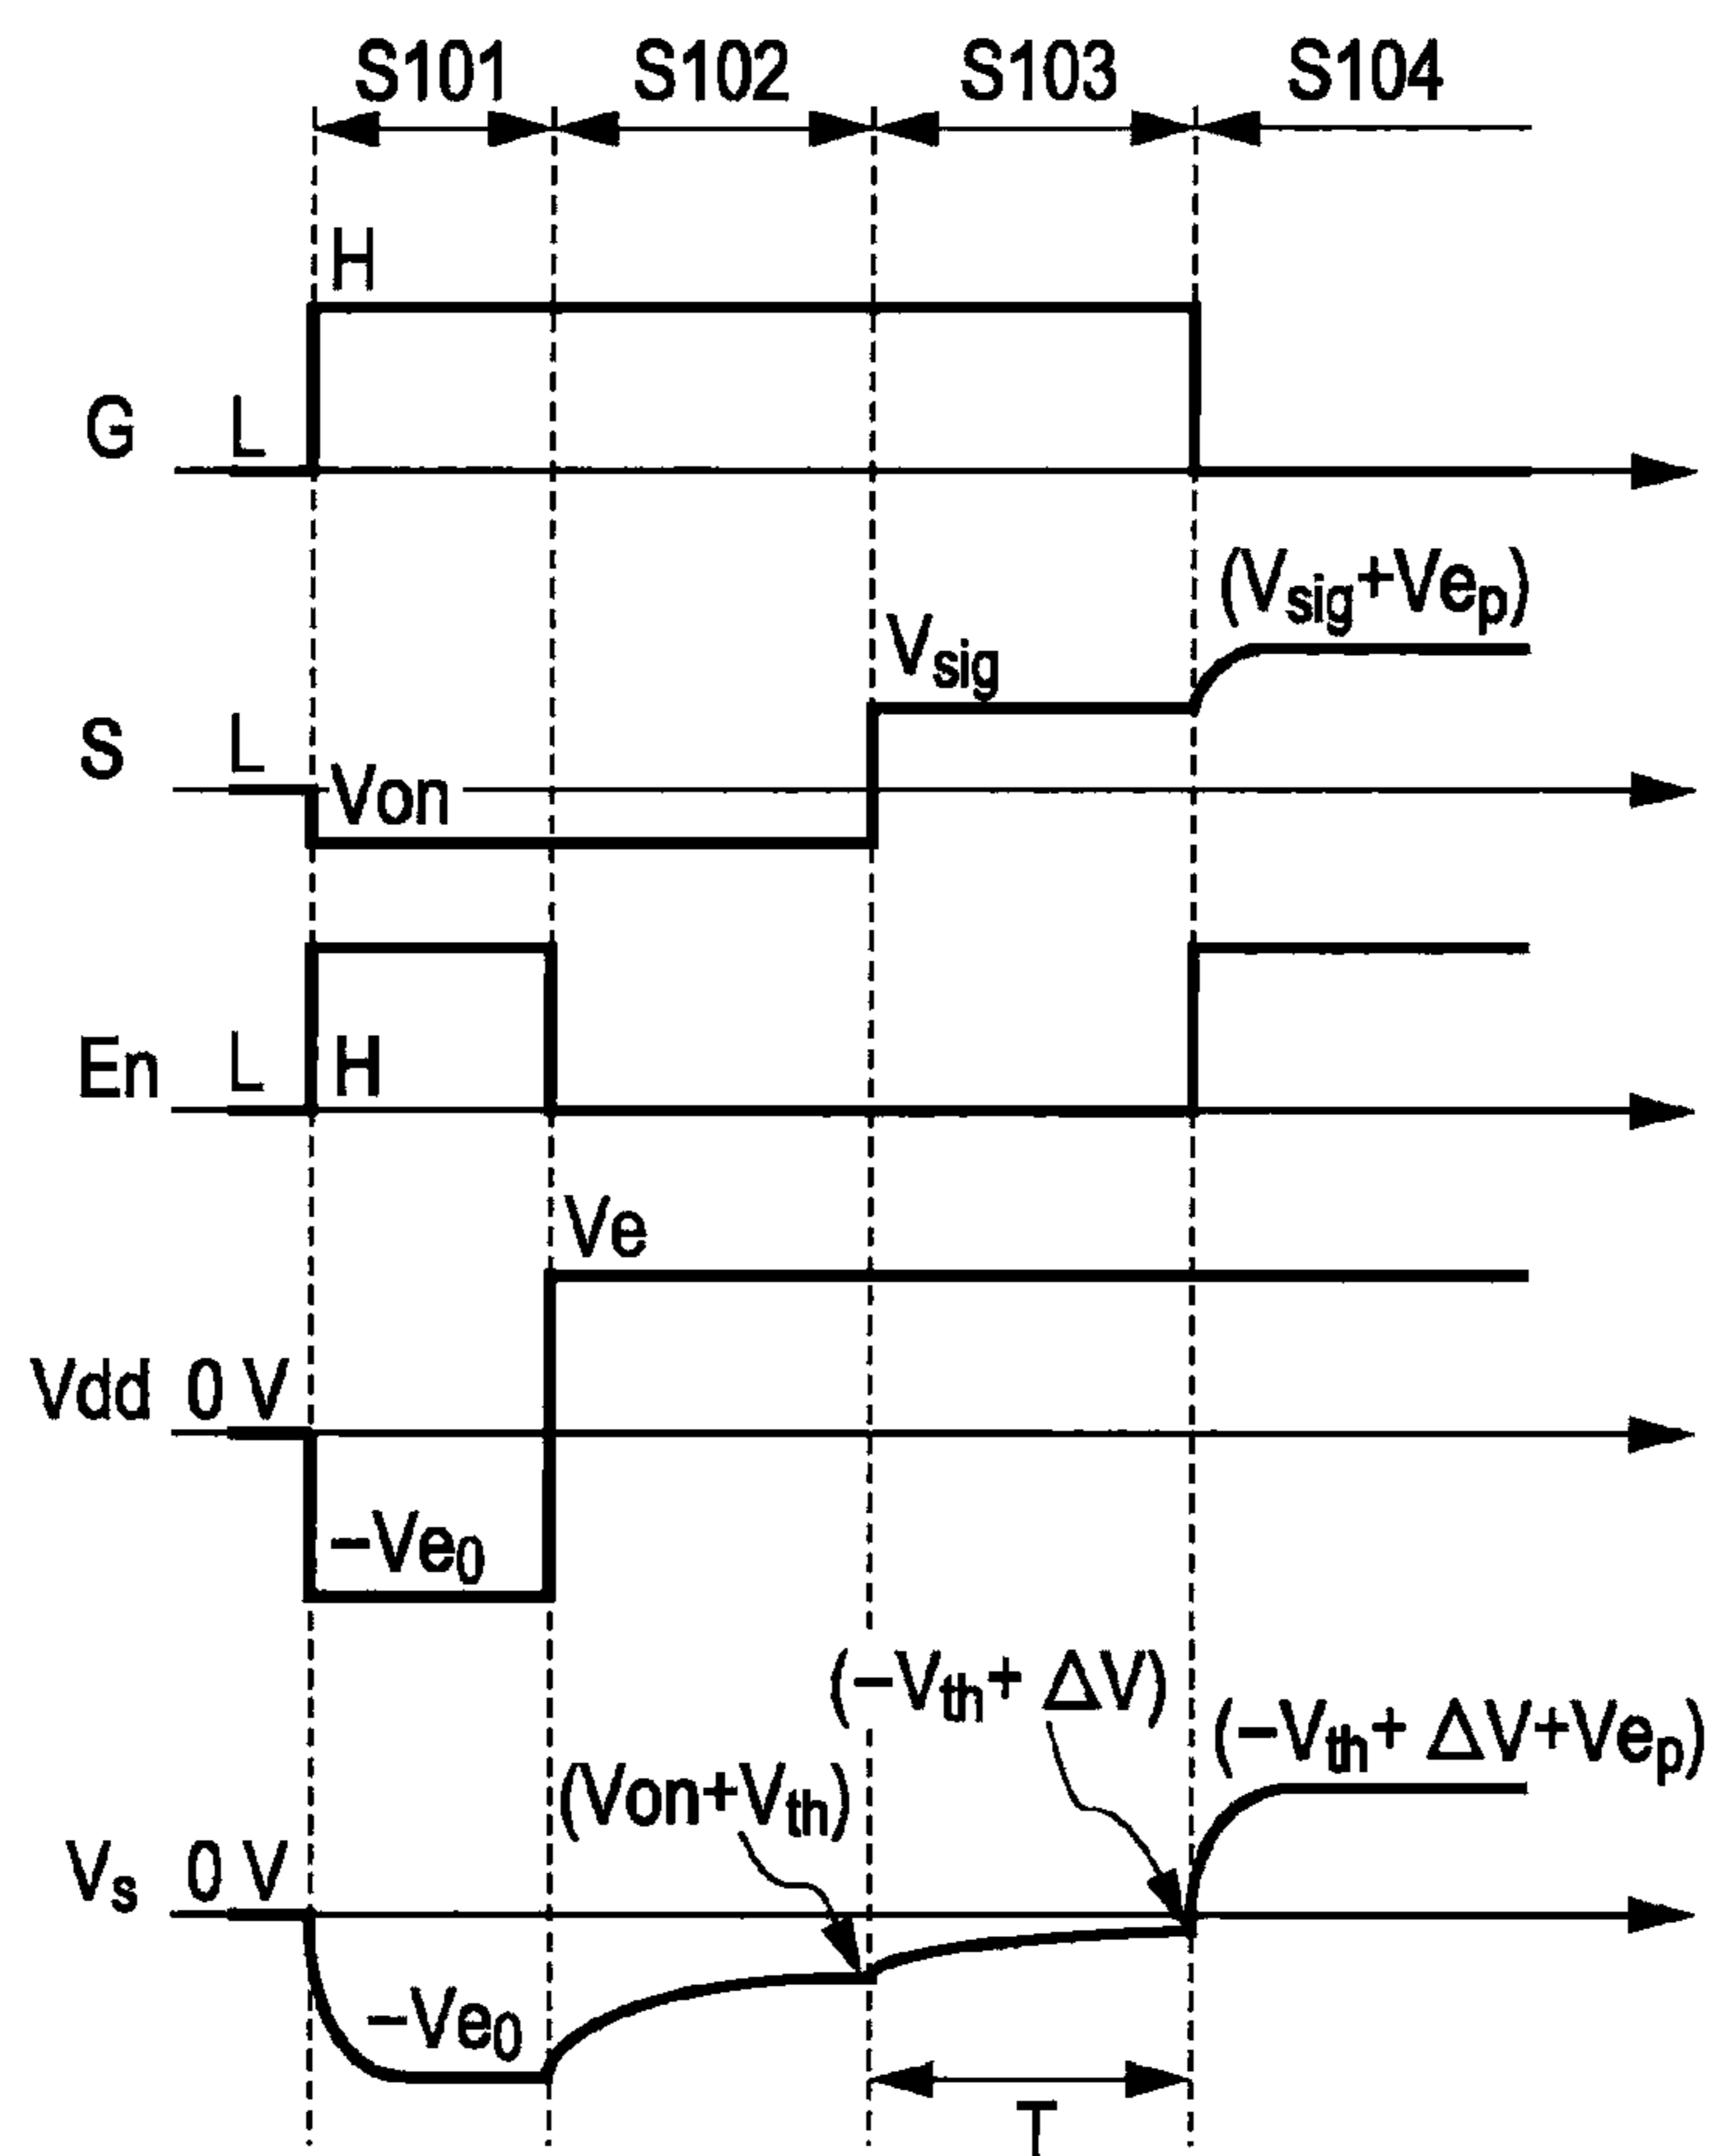 S101 S102 S103 S104
H
G L
(Vsig+Vep)
Vsig
S L
Von
En L H
Ve
Vdd 0 V
−Ve0
(−Vth+ ΔV)
(−Vth+ ΔV+Vep)
(Von+Vth)
Vs 0 V
−Ve0
T